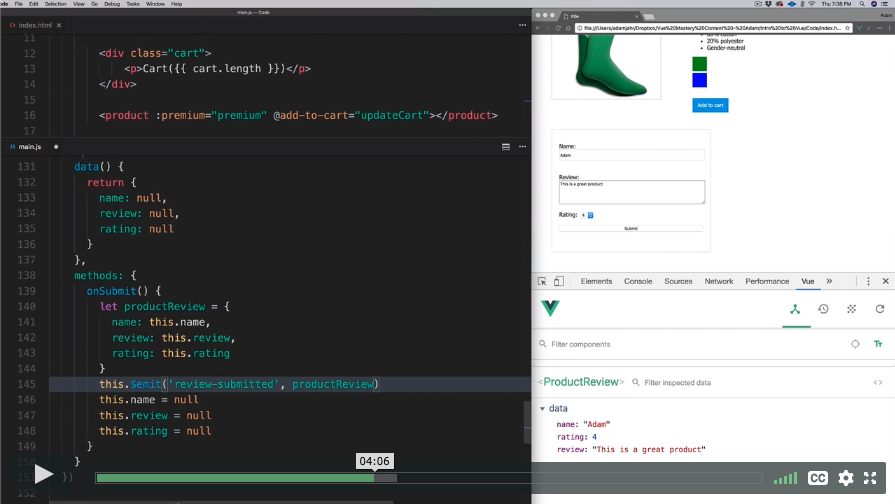 Code File Edit Selection View Go Debug Tasks Window Help
Thu 7:38 PM
main.js — Code
index.html
11
12 <div class="cart">
13 <p>Cart({{ cart.length }})</p>
14 </div>
15
16 <product :premium="premium" @add-to-cart="updateCart"></product>
17
main.js
131 data() {
132 return {
133 name: null,
134 review: null,
135 rating: null
136 }
137 },
138 methods: {
139 onSubmit() {
140 let productReview = {
141 name: this.name,
142 review: this.review,
143 rating: this.rating
144 }
145 this.$emit('review-submitted', productReview)
146 this.name = null
147 this.review = null
148 this.rating = null
149 }
150 }
151 })
152
04:06
CC
title
Adam
file:///Users/adamjahr/Dropbox/Vue%20Mastery%20Content%20-%20Adam/Intro%20to%20Vue/Code/index.h...
20% polyester
Gender-neutral
Add to cart
Name:
Adam
Review:
This is a great product
Rating: 4
Submit
Elements Console Sources Network Performance Vue »
Filter components
<ProductReview> Filter inspected data
data
name: "Adam"
rating: 4
review: "This is a great product"